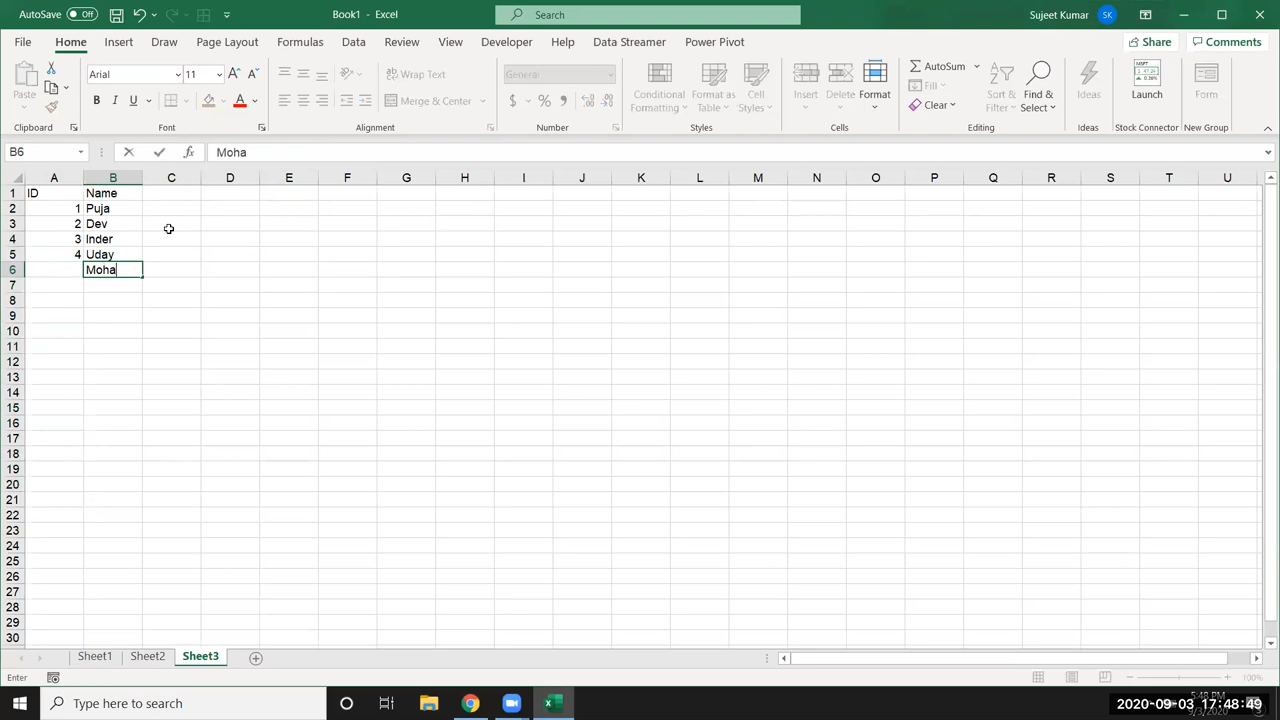 AutoSave Off Book1 - Excel Search Sujeet Kumar SK
File Home Insert Draw Page Layout Formulas Data Review View Developer Help Data Streamer Power Pivot Share Comments
Paste Arial 11 Wrap Text General Conditional Formatting Format as Table Cell Styles Insert Delete Format AutoSum Sort & Filter Find & Select Ideas Launch Form
B I U A Merge & Center $ % Fill Clear
Clipboard Font Alignment Number Styles Cells Editing Ideas Stock Connector New Group
B6 fx Moha
A B C D E F G H I J K L M N O P Q R S T U
1 ID Name
2 1 Puja
3 2 Dev
4 3 Inder
5 4 Uday
6 Moha
7
8
9
10
11
12
13
14
15
16
17
18
19
20
21
22
23
24
25
26
27
28
29
30
Sheet1 Sheet2 Sheet3
Enter 100%
Type here to search 5:48 PM
2020-09-03 17:48:49